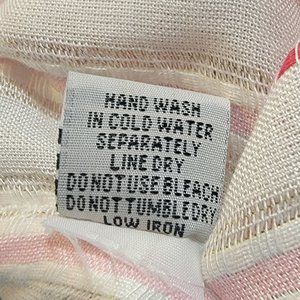 HAND WASH
IN COLD WATER
SEPARATELY
LINE DRY
DO NOT USE BLEACH
DO NOT TUMBLE DRY
LOW IRON